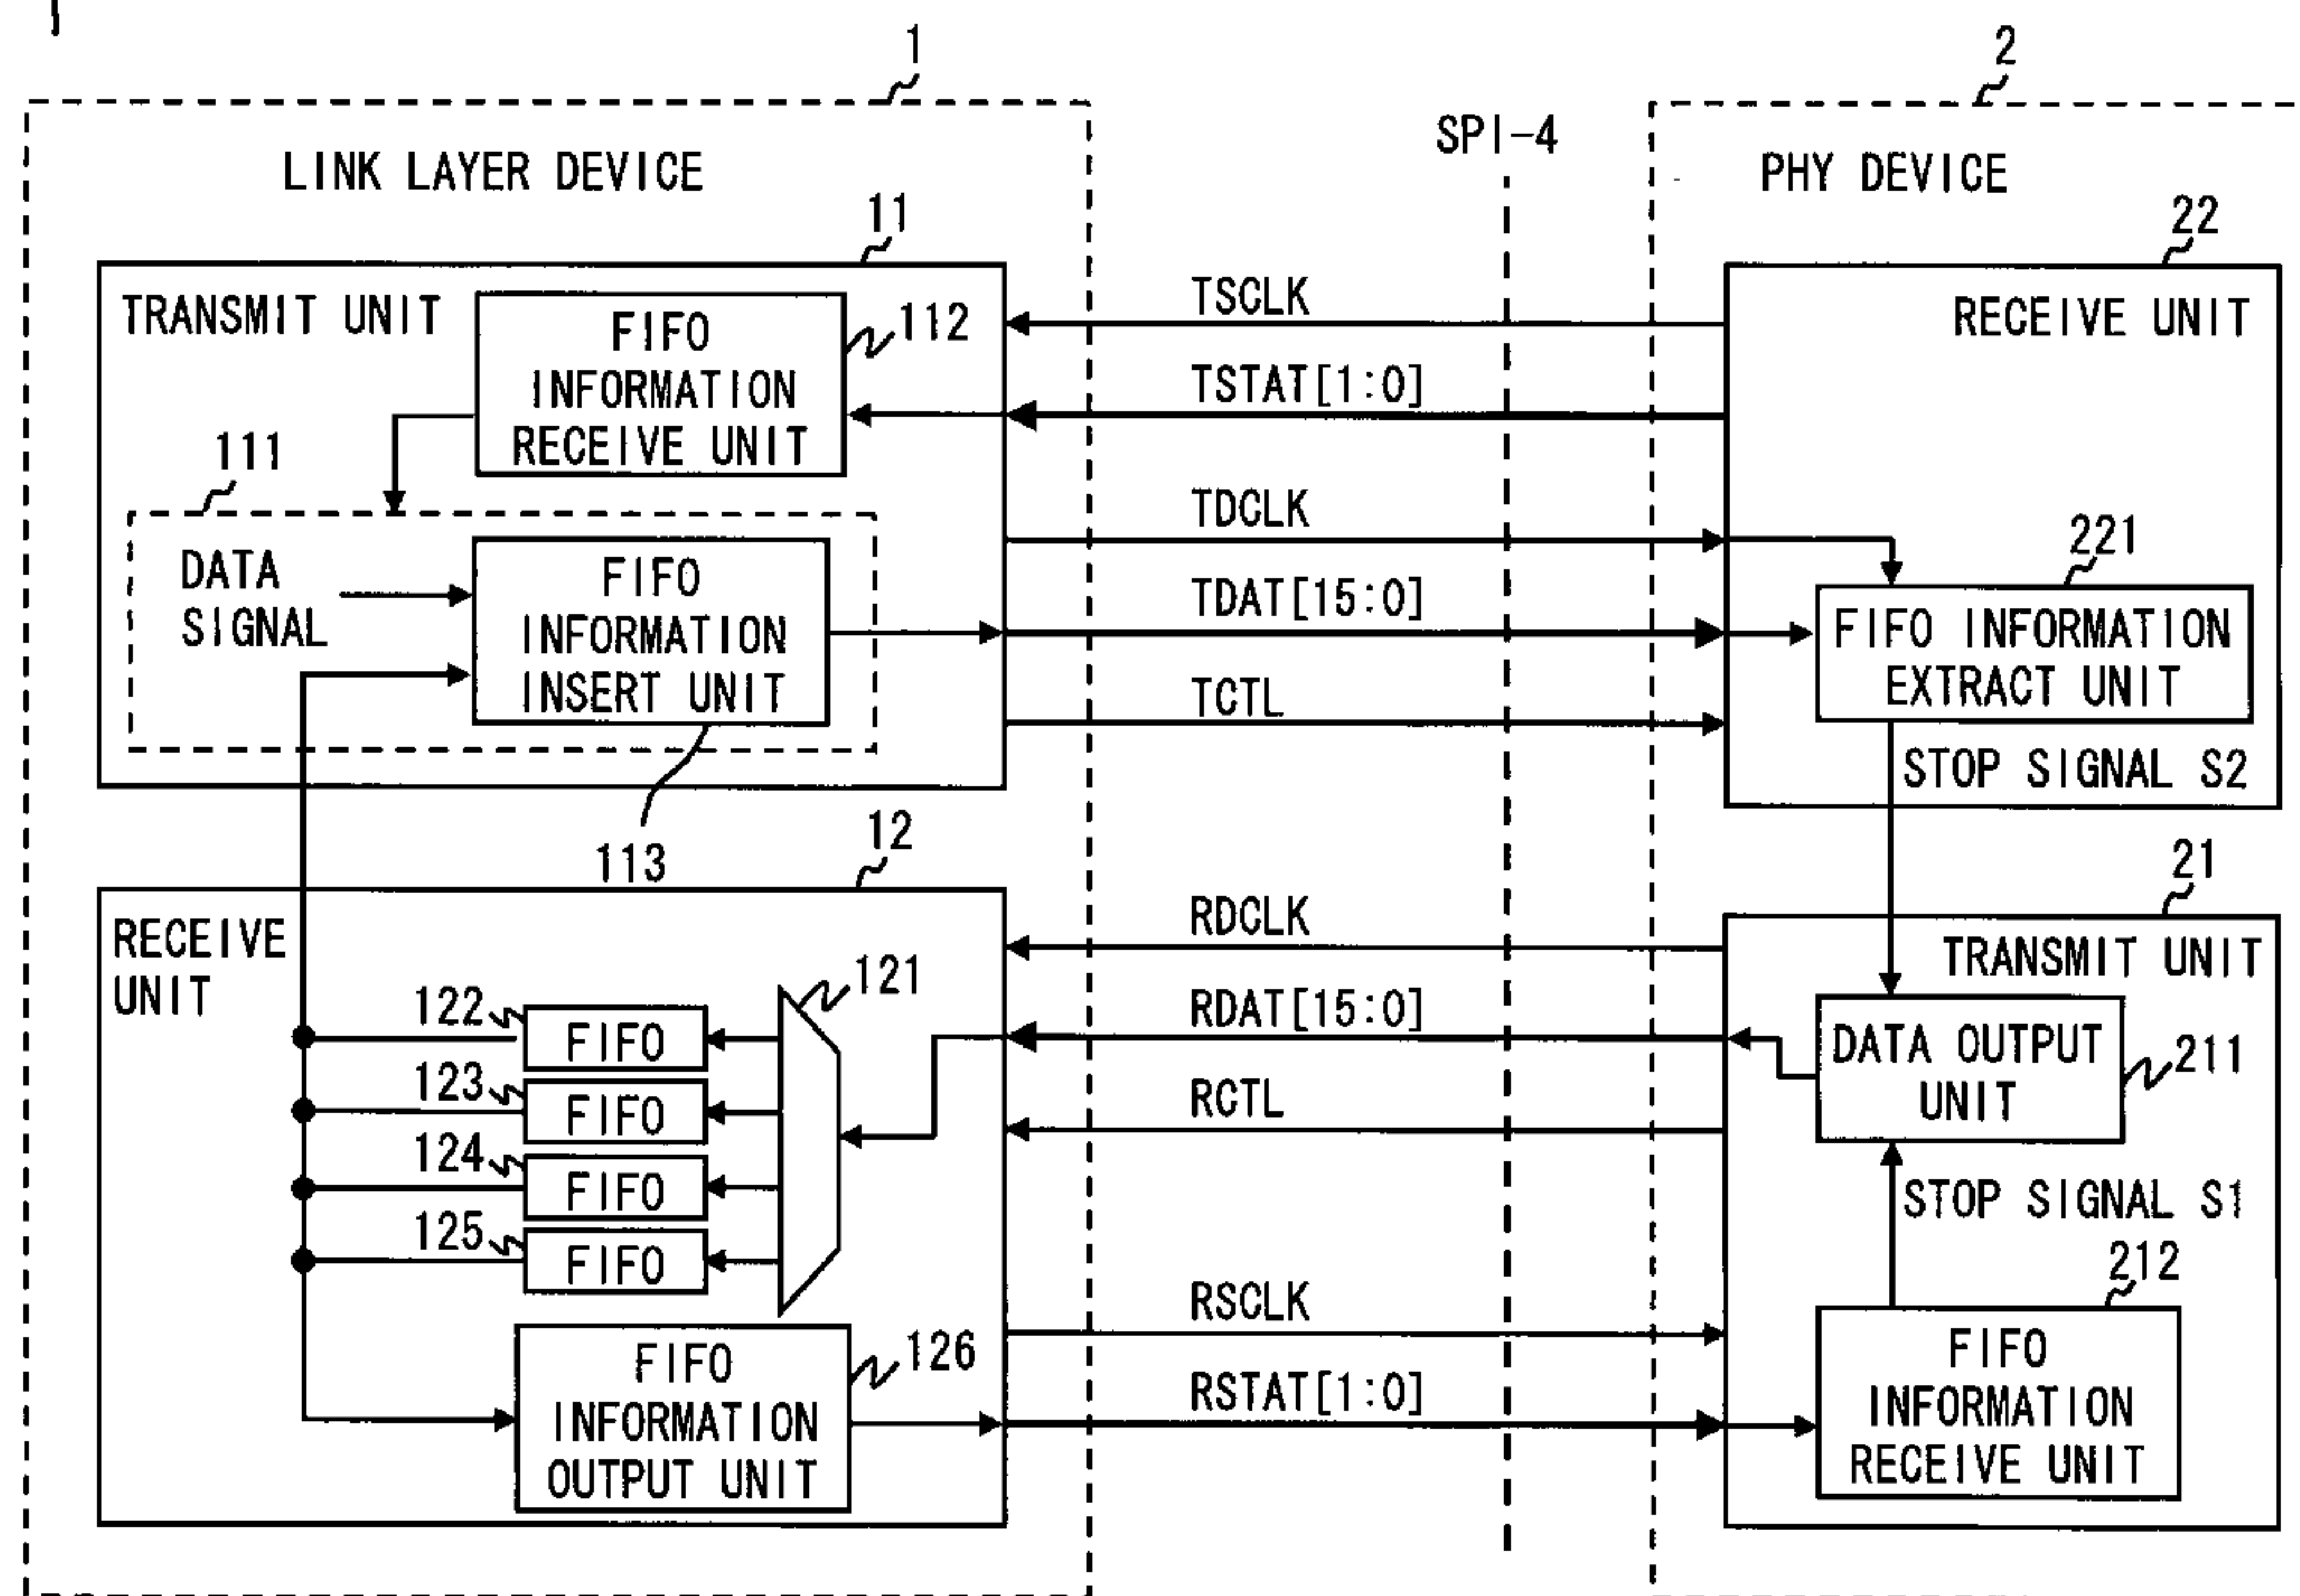 1
2
SPI-4
LINK LAYER DEVICE
PHY DEVICE
11
22
TRANSMIT UNIT
FIFO
INFORMATION
RECEIVE UNIT
112
TSCLK
RECEIVE UNIT
TSTAT[1:0]
111
DATA
SIGNAL
FIFO
INFORMATION
INSERT UNIT
TDCLK
221
TDAT[15:0]
FIFO INFORMATION
EXTRACT UNIT
TCTL
STOP SIGNAL S2
113
12
21
RECEIVE
UNIT
RDCLK
TRANSMIT UNIT
121
122
FIFO
RDAT[15:0]
DATA OUTPUT
UNIT
211
123
FIFO
RCTL
124
FIFO
STOP SIGNAL S1
125
FIFO
212
RSCLK
FIFO
INFORMATION
OUTPUT UNIT
126
RSTAT[1:0]
FIFO
INFORMATION
RECEIVE UNIT